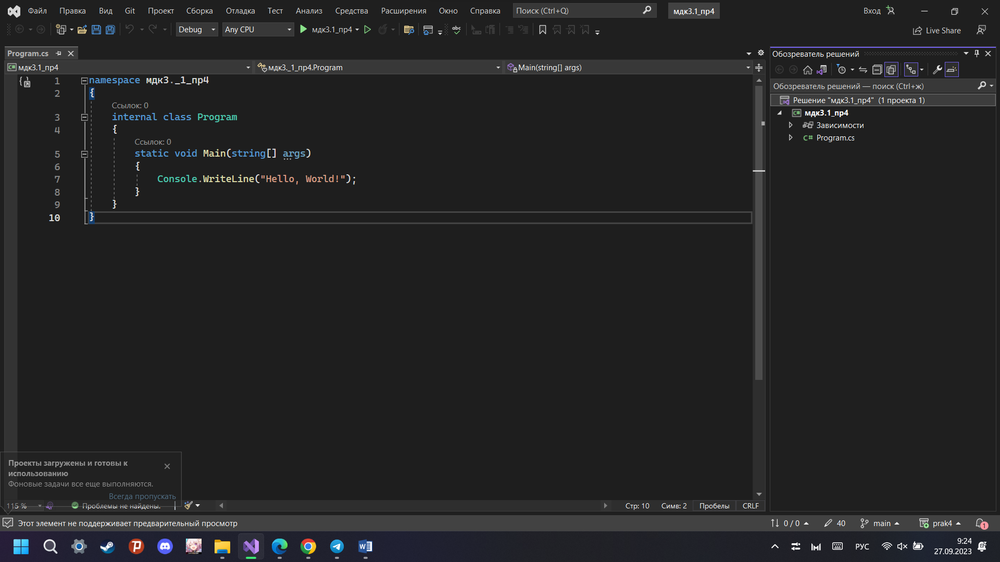 Файл Правка Вид Git Проект Сборка Отладка Тест Анализ Средства Расширения Окно Справка Поиск (Ctrl+Q) мдк3.1_пр4 Вход
Debug Any CPU мдк3.1_пр4 Live Share
Program.cs
мдк3.1_пр4 мдк3._1_пр4.Program Main(string[] args)
1 namespace мдк3._1_пр4
2 {
Ссылок: 0
3 internal class Program
4 {
Ссылок: 0
5 static void Main(string[] args)
6 {
7 Console.WriteLine("Hello, World!");
8 }
9 }
10 }
Обозреватель решений
Обозреватель решений — поиск (Ctrl+ж)
Решение "мдк3.1_пр4" (1 проекта 1)
мдк3.1_пр4
Зависимости
C# Program.cs
Проекты загружены и готовы к
использованию
Фоновые задачи все еще выполняются.
Всегда пропускать
115 % Проблемы не найдены. Стр: 10 Симв: 2 Пробелы CRLF
Этот элемент не поддерживает предварительный просмотр 0 / 0 40 main prak4 1
РУС 9:24
27.09.2023